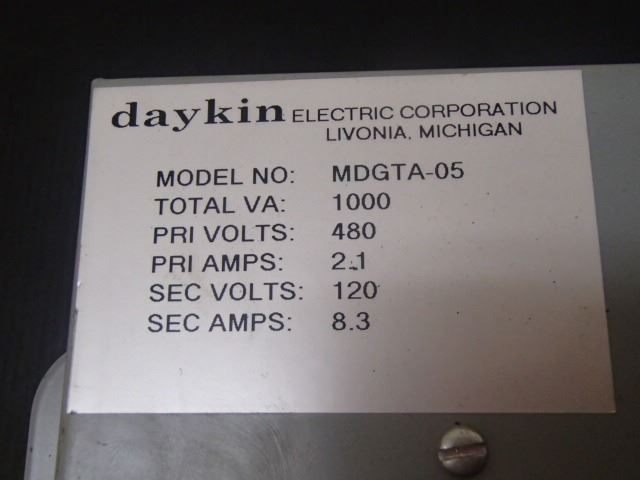 daykin ELECTRIC CORPORATION
LIVONIA, MICHIGAN
MODEL NO: MDGTA-05
TOTAL VA: 1000
PRI VOLTS: 480
PRI AMPS: 2.1
SEC VOLTS: 120
SEC AMPS: 8.3